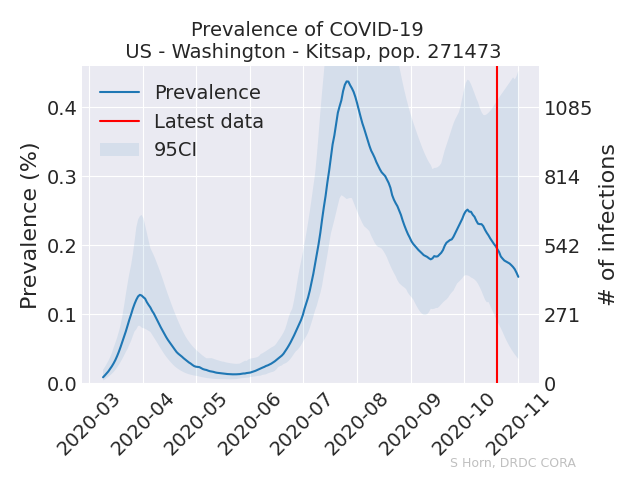 Prevalence of COVID-19
US - Washington - Kitsap, pop. 271473
Prevalence
Latest data
95CI
Prevalence (%)
0.4
0.3
0.2
0.1
0.0
# of infections
1085
814
542
271
0
2020-03
2020-04
2020-05
2020-06
2020-07
2020-08
2020-09
2020-10
2020-11
S Horn, DRDC CORA